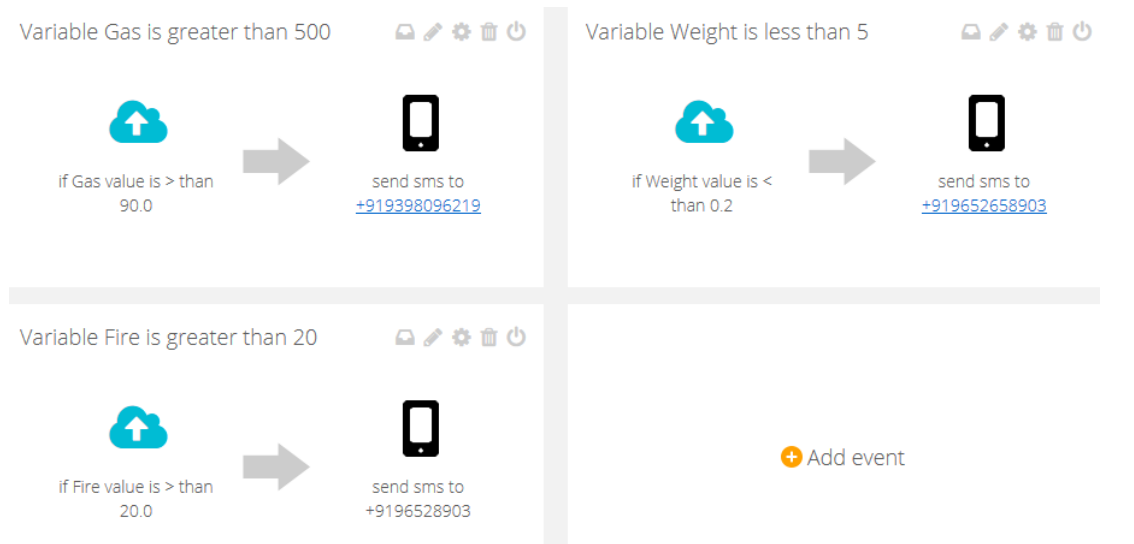 Variable Gas is greater than 500
if Gas value is > than
90.0
send sms to
+919398096219
Variable Weight is less than 5
if Weight value is <
than 0.2
send sms to
+919652658903
Variable Fire is greater than 20
if Fire value is > than
20.0
send sms to
+9196528903
Add event